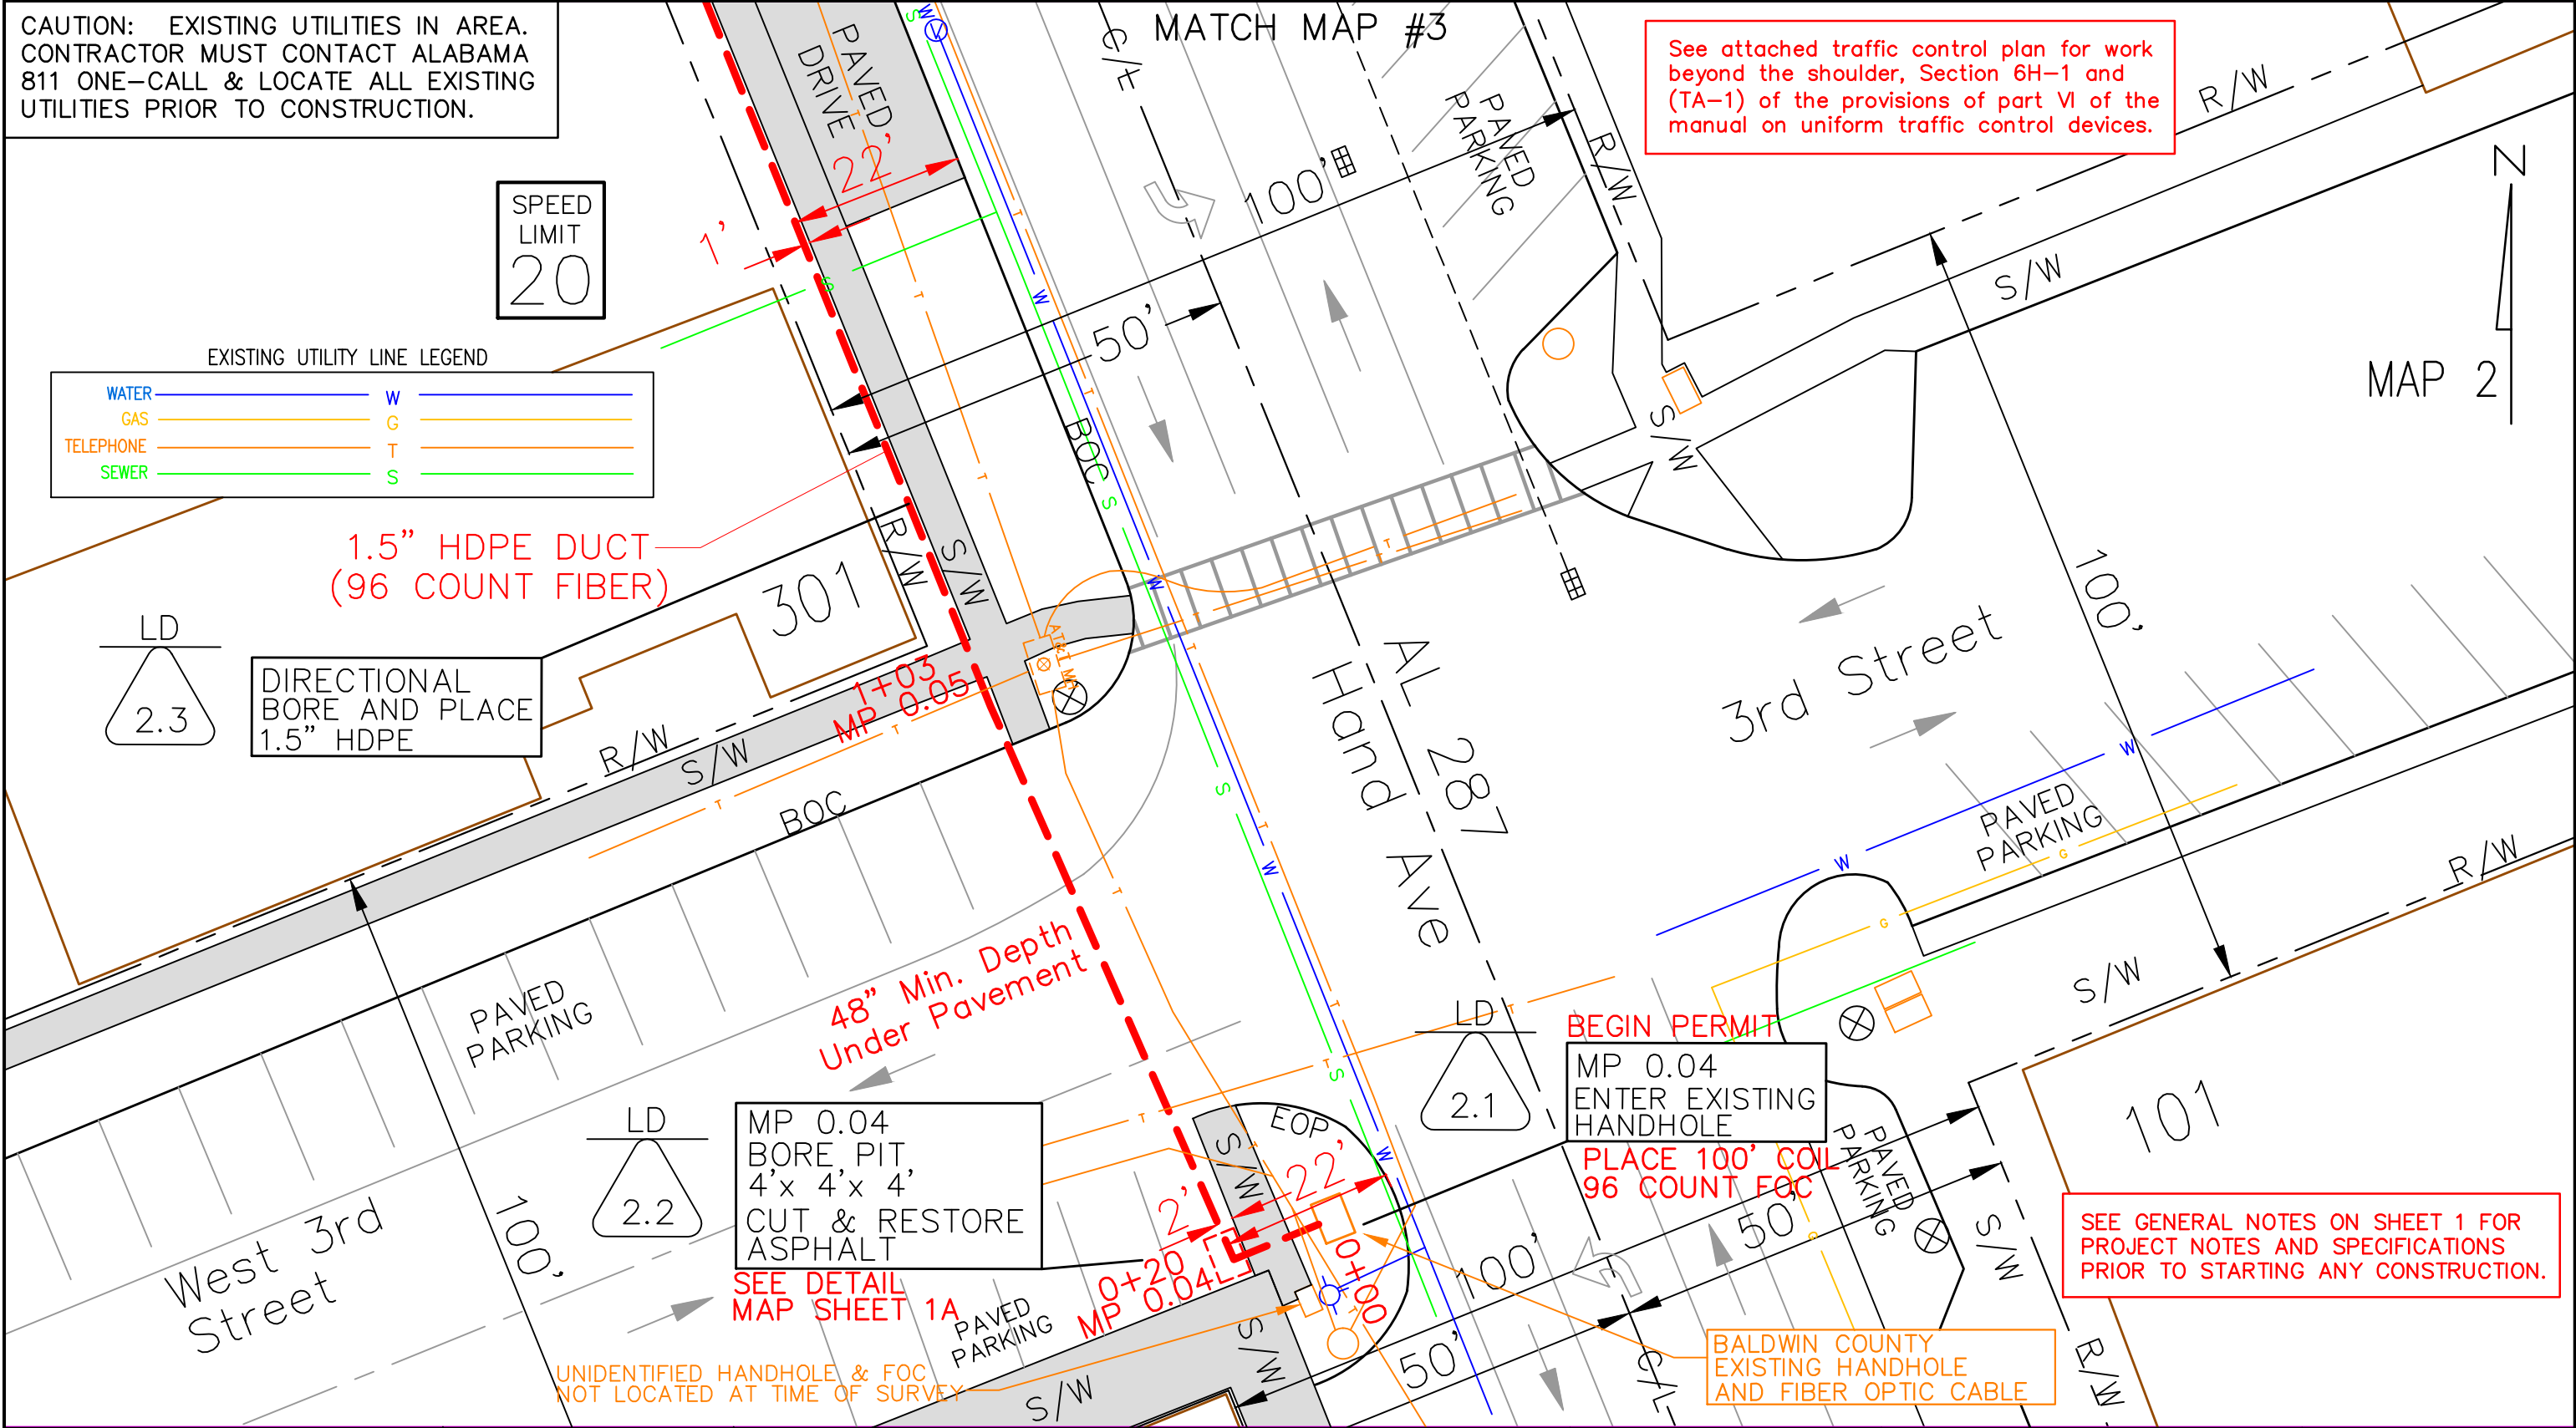 CAUTION: EXISTING UTILITIES IN AREA.
CONTRACTOR MUST CONTACT ALABAMA
811 ONE-CALL & LOCATE ALL EXISTING
UTILITIES PRIOR TO CONSTRUCTION.
PAVED
DRIVE
S
W
C/L
MATCH MAP #3
See attached traffic control plan for work
beyond the shoulder, Section 6H-1 and
(TA-1) of the provisions of part VI of the
manual on uniform traffic control devices.
R/W
N
MAP 2
SPEED
LIMIT
20
22'
1'
T
100'
PAVED
PARKING
R/W
S/W
S
W
T
T
50'
EXISTING UTILITY LINE LEGEND
WATER W
GAS G
TELEPHONE T
SEWER S
BOC
S
T
S/W
1.5" HDPE DUCT
(96 COUNT FIBER)
R/W
S/W
301
W
T
T
T
T
100'
LD
2.3
DIRECTIONAL
BORE AND PLACE
1.5" HDPE
1+03
MP 0.05
AT&T MH
T
T
AL 287
Hand Ave
3rd Street
R/W
S/W
T
BOC
S
T
W
T
W
W
PAVED
PARKING
G
G
R/W
S/W
100'
PAVED
PARKING
48" Min. Depth
Under Pavement
T
T
S
LD
2.1
BEGIN PERMIT
MP 0.04
ENTER EXISTING
HANDHOLE
PLACE 100' COIL
96 COUNT FOC
LD
2.2
MP 0.04
BORE PIT
4'x 4'x 4'
CUT & RESTORE
ASPHALT
SEE DETAIL
MAP SHEET 1A
T
EOP
T
S/W
W
22'
2'
0+20
MP 0.04
0+00
T
West 3rd
Street
PAVED
PARKING
PAVED
PARKING
G
101
S/W
50'
100'
50'
SEE GENERAL NOTES ON SHEET 1 FOR
PROJECT NOTES AND SPECIFICATIONS
PRIOR TO STARTING ANY CONSTRUCTION.
UNIDENTIFIED HANDHOLE & FOC
NOT LOCATED AT TIME OF SURVEY
S/W
S/W
C/L
BALDWIN COUNTY
EXISTING HANDHOLE
AND FIBER OPTIC CABLE
R/W